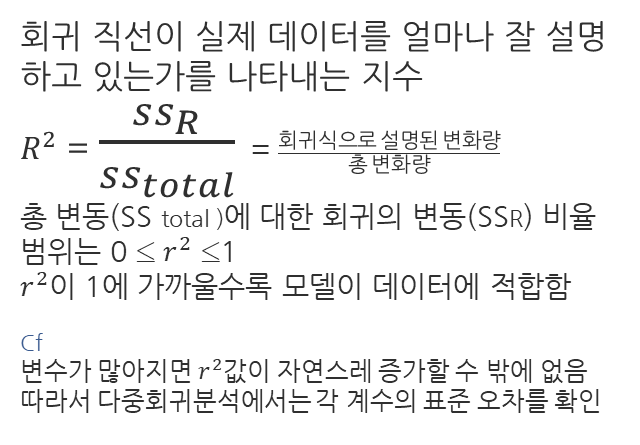 회귀 직선이 실제 데이터를 얼마나 잘 설명
하고 있는가를 나타내는 지수
R² = SSR / SStotal = 회귀식으로 설명된 변화량 / 총 변화량
총 변동(SS total )에 대한 회귀의 변동(SSR) 비율
범위는 0 ≤ r² ≤1
r²이 1에 가까울수록 모델이 데이터에 적합함
Cf
변수가 많아지면 r²값이 자연스레 증가할 수 밖에 없음
따라서 다중회귀분석에서는 각 계수의 표준 오차를 확인